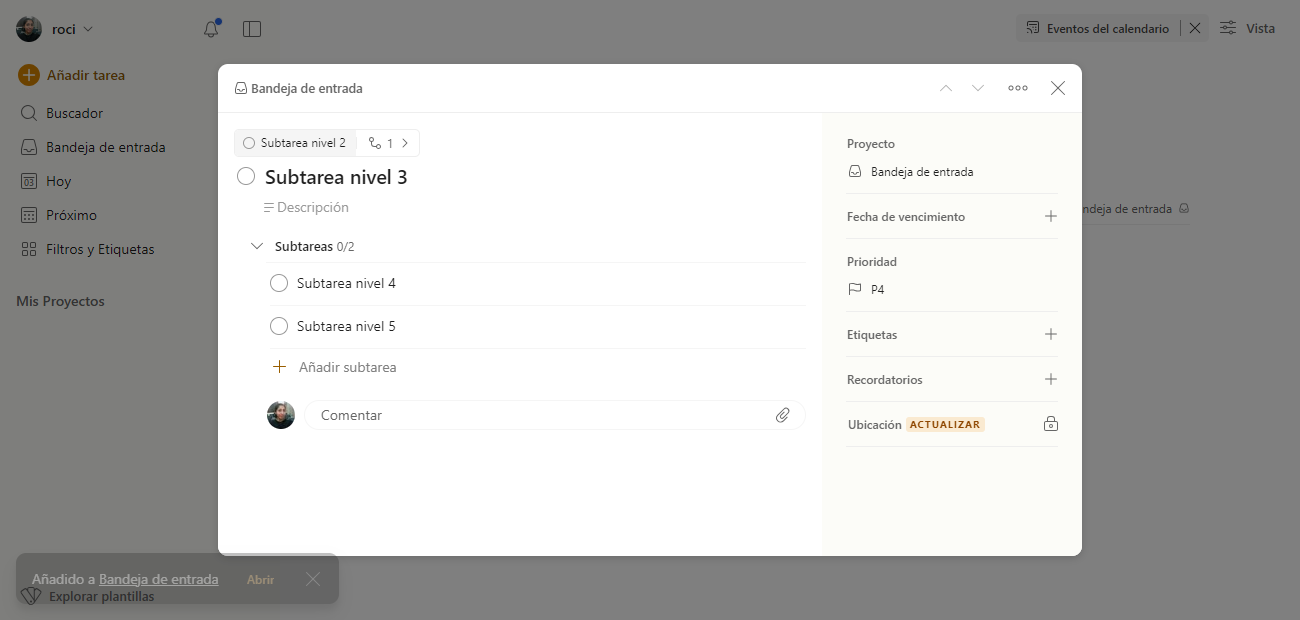 roci
Añadir tarea
Buscador
Bandeja de entrada
03 Hoy
Próximo
Filtros y Etiquetas
Mis Proyectos
Añadido a Bandeja de entrada Abrir
Explorar plantillas
Eventos del calendario
Vista
Bandeja de entrada
Subtarea nivel 2 1
Subtarea nivel 3
Descripción
Subtareas 0/2
Subtarea nivel 4
Subtarea nivel 5
Añadir subtarea
Comentar
Proyecto
Bandeja de entrada
Fecha de vencimiento
Prioridad
P4
Etiquetas
Recordatorios
Ubicación ACTUALIZAR
ndeja de entrada